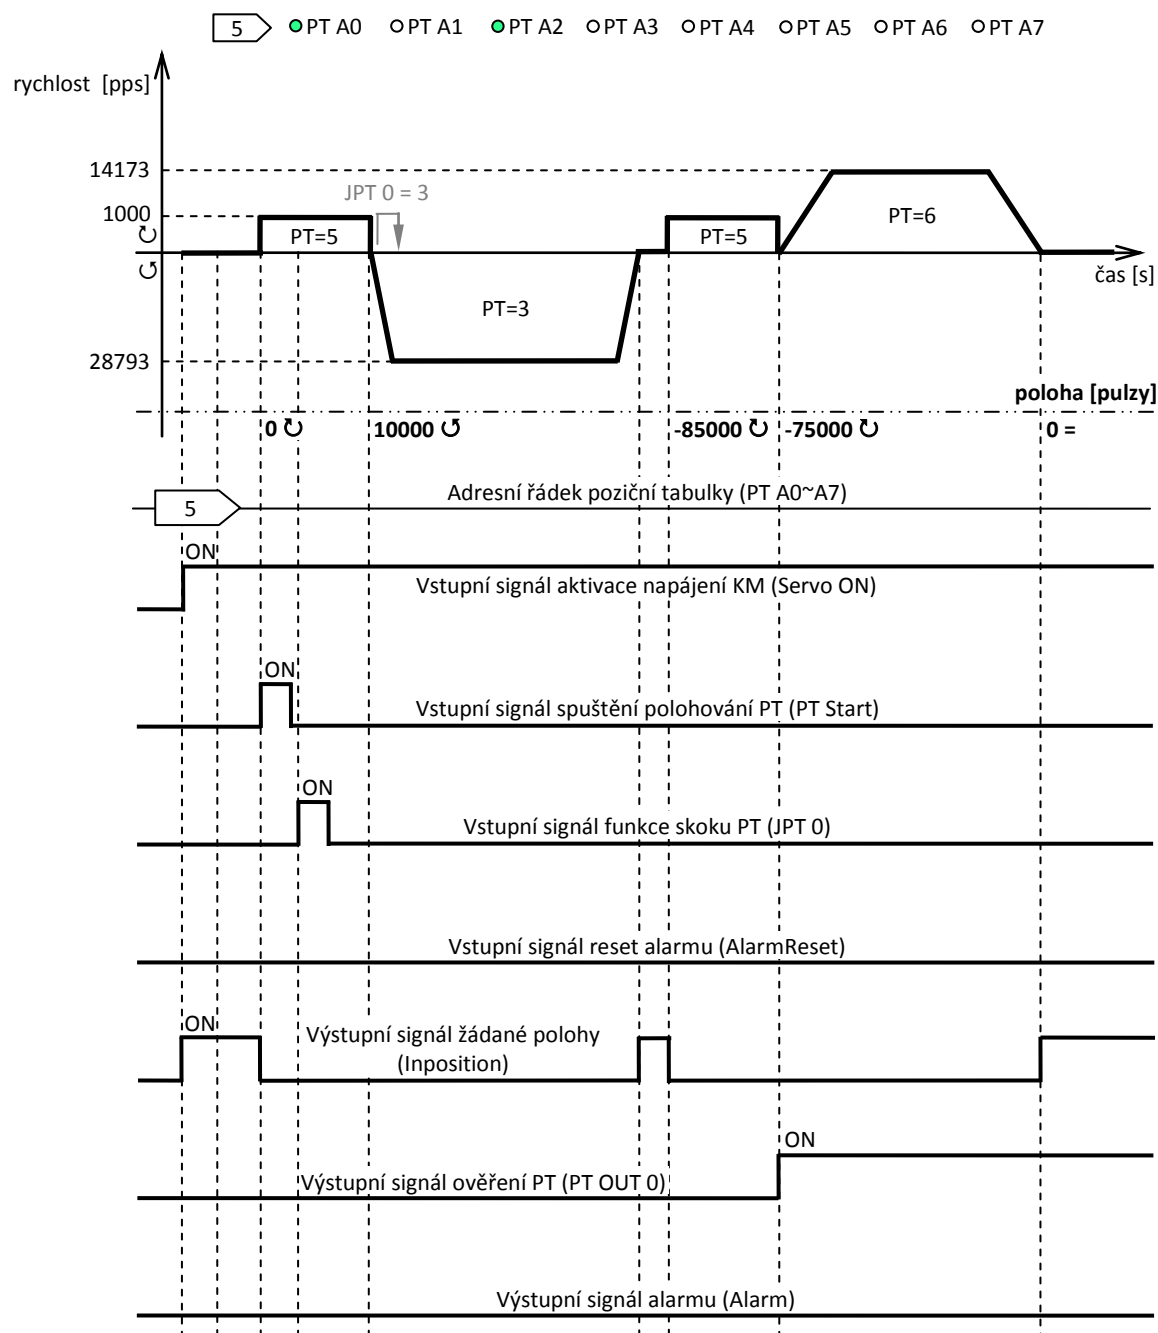 5 PT A0 PT A1 PT A2 PT A3 PT A4 PT A5 PT A6 PT A7
rychlost [pps]
14173
JPT 0 = 3
1000
PT=5
PT=5
PT=6
čas [s]
PT=3
28793
poloha [pulzy]
0 ↻ 10000 ↺ -85000 ↻ -75000 ↻ 0 =
Adresní řádek poziční tabulky (PT A0~A7)
5
ON
Vstupní signál aktivace napájení KM (Servo ON)
ON
Vstupní signál spuštění polohování PT (PT Start)
ON
Vstupní signál funkce skoku PT (JPT 0)
Vstupní signál reset alarmu (AlarmReset)
ON
Výstupní signál žádané polohy
(Inposition)
ON
Výstupní signál ověření PT (PT OUT 0)
Výstupní signál alarmu (Alarm)